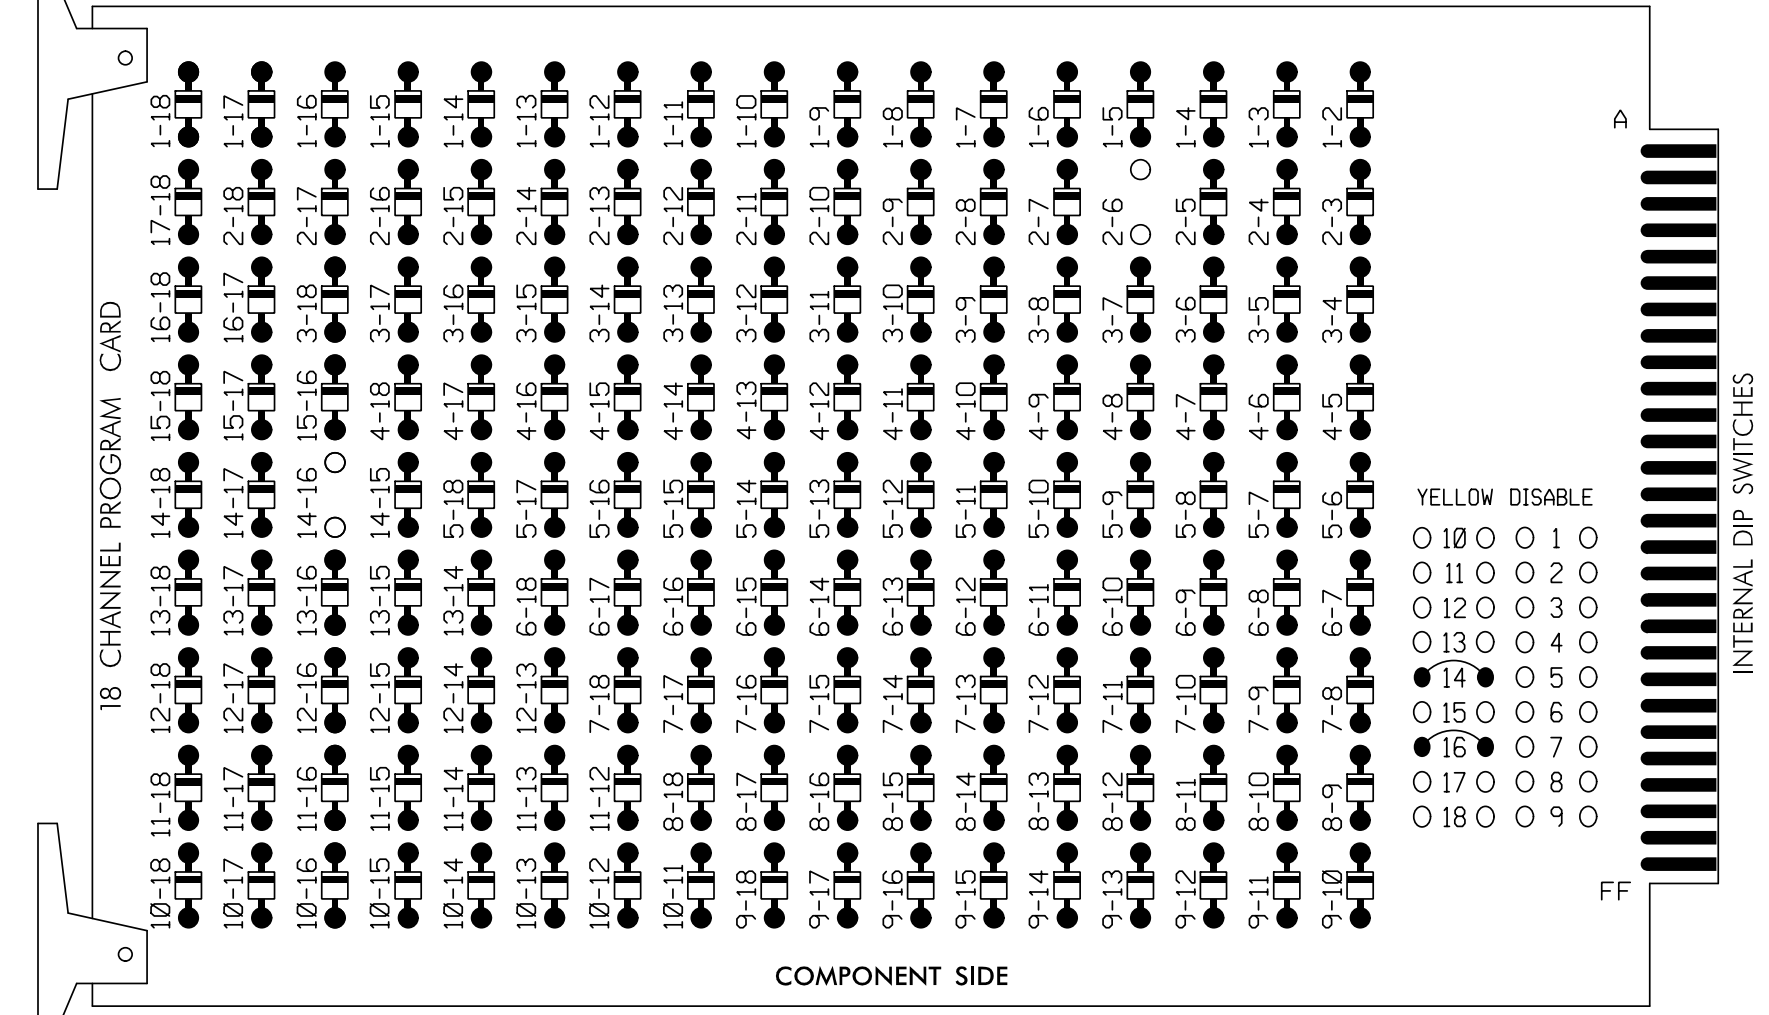 1-18 1-17 1-16 1-15 1-14 1-13 1-12 1-11 1-10 1-9 1-8 1-7 1-6 1-5 1-4 1-3 1-2
17-18 2-18 2-17 2-16 2-15 2-14 2-13 2-12 2-11 2-10 2-9 2-8 2-7 2-6 2-5 2-4 2-3
16-18 16-17 3-18 3-17 3-16 3-15 3-14 3-13 3-12 3-11 3-10 3-9 3-8 3-7 3-6 3-5 3-4
15-18 15-17 15-16 4-18 4-17 4-16 4-15 4-14 4-13 4-12 4-11 4-10 4-9 4-8 4-7 4-6 4-5
14-18 14-17 14-16 14-15 5-18 5-17 5-16 5-15 5-14 5-13 5-12 5-11 5-10 5-9 5-8 5-7 5-6
13-18 13-17 13-16 13-15 13-14 6-18 6-17 6-16 6-15 6-14 6-13 6-12 6-11 6-10 6-9 6-8 6-7
12-18 12-17 12-16 12-15 12-14 12-13 7-18 7-17 7-16 7-15 7-14 7-13 7-12 7-11 7-10 7-9 7-8
11-18 11-17 11-16 11-15 11-14 11-13 11-12 8-18 8-17 8-16 8-15 8-14 8-13 8-12 8-11 8-10 8-9
10-18 10-17 10-16 10-15 10-14 10-13 10-12 10-11 9-18 9-17 9-16 9-15 9-14 9-13 9-12 9-11 9-10
18 CHANNEL PROGRAM CARD
A
YELLOW DISABLE
10 1
11 2
12 3
13 4
14 5
15 6
16 7
17 8
18 9
FF
INTERNAL DIP SWITCHES
COMPONENT SIDE